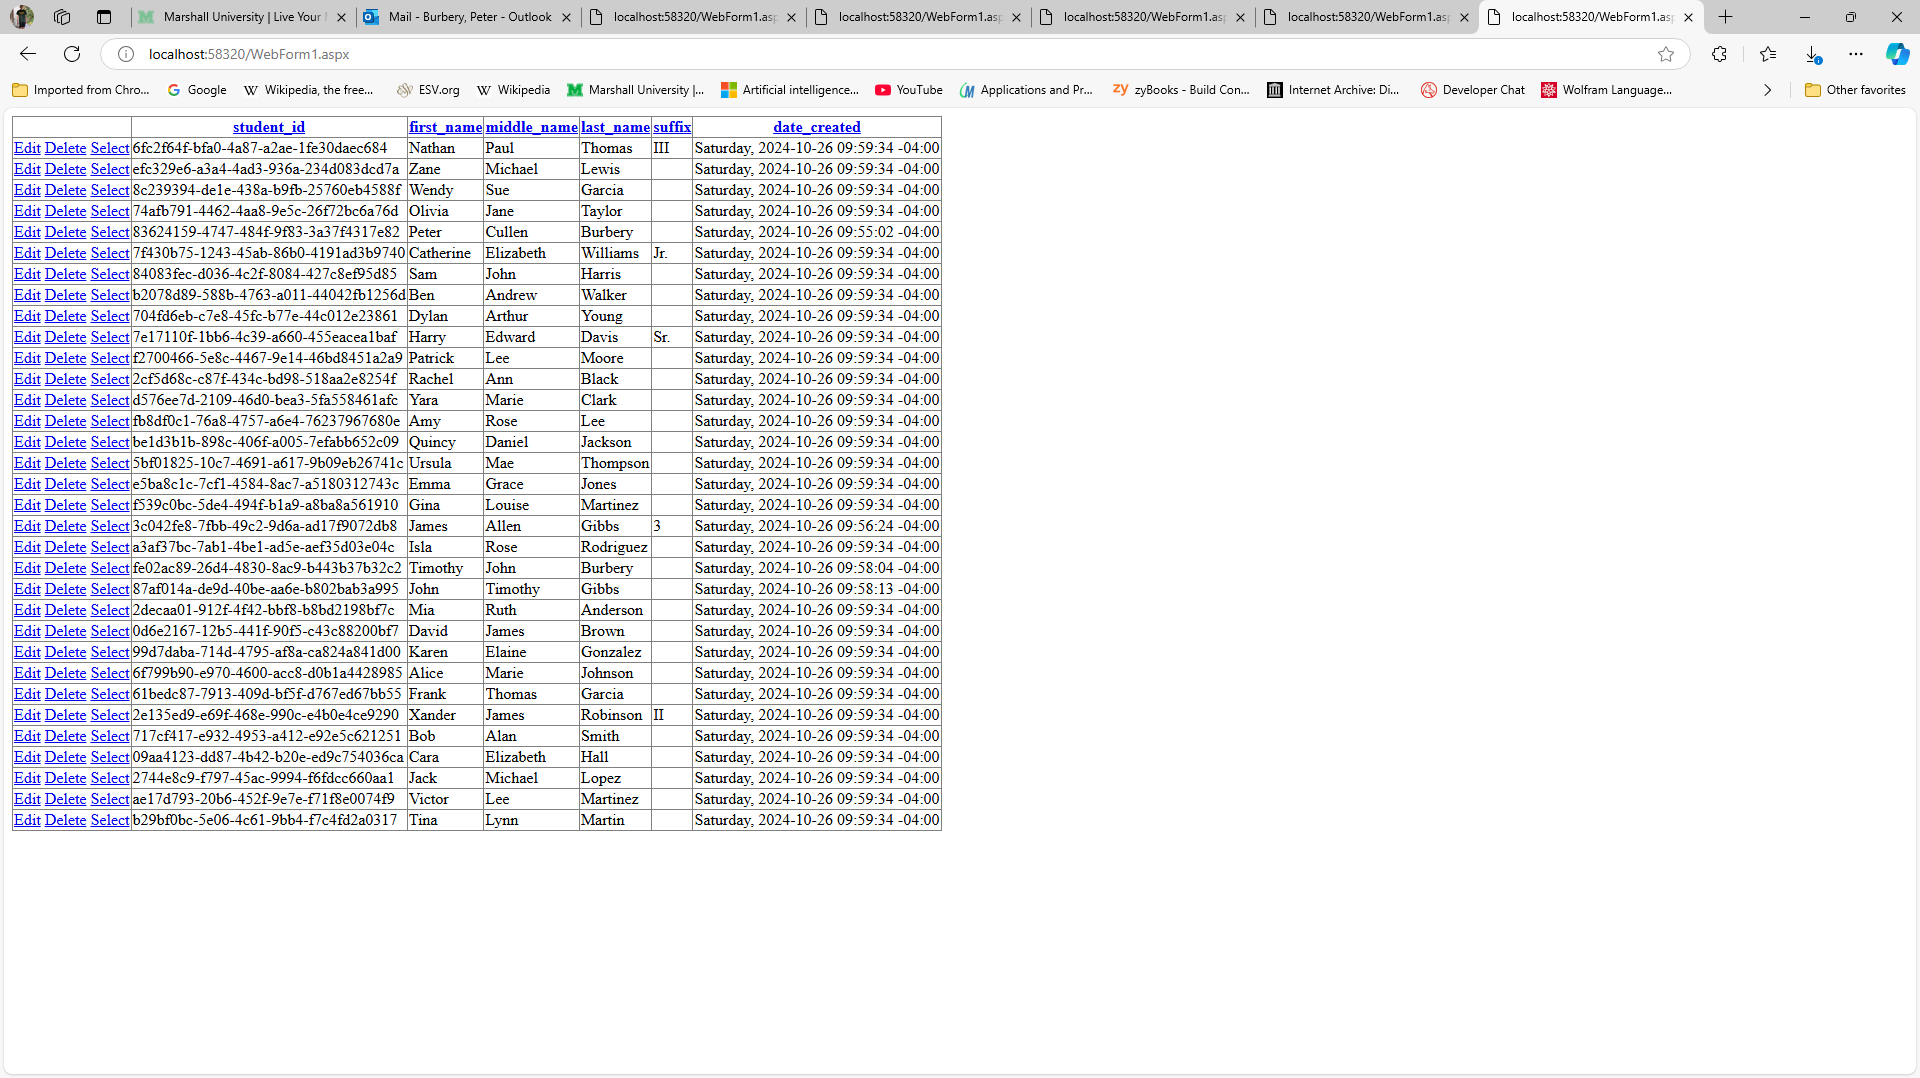 Marshall University | Live Your
Mail - Burbery, Peter - Outlook
localhost:58320/WebForm1.asp
localhost:58320/WebForm1.asp
localhost:58320/WebForm1.asp
localhost:58320/WebForm1.asp
localhost:58320/WebForm1.asp
localhost:58320/WebForm1.aspx
Imported from Chro... Google Wikipedia, the free... ESV.org Wikipedia Marshall University |... Artificial intelligence... YouTube Applications and Pr... zyBooks - Build Con... Internet Archive: Di... Developer Chat Wolfram Language... Other favorites
student_id first_name middle_name last_name suffix date_created
Edit Delete Select 6fc2f64f-bfa0-4a87-a2ae-1fe30daec684 Nathan Paul Thomas III Saturday, 2024-10-26 09:59:34 -04:00
Edit Delete Select efc329e6-a3a4-4ad3-936a-234d083dcd7a Zane Michael Lewis Saturday, 2024-10-26 09:59:34 -04:00
Edit Delete Select 8c239394-de1e-438a-b9fb-25760eb4588f Wendy Sue Garcia Saturday, 2024-10-26 09:59:34 -04:00
Edit Delete Select 74afb791-4462-4aa8-9e5c-26f72bc6a76d Olivia Jane Taylor Saturday, 2024-10-26 09:59:34 -04:00
Edit Delete Select 83624159-4747-484f-9f83-3a37f4317e82 Peter Cullen Burbery Saturday, 2024-10-26 09:55:02 -04:00
Edit Delete Select 7f430b75-1243-45ab-86b0-4191ad3b9740 Catherine Elizabeth Williams Jr. Saturday, 2024-10-26 09:59:34 -04:00
Edit Delete Select 84083fec-d036-4c2f-8084-427c8ef95d85 Sam John Harris Saturday, 2024-10-26 09:59:34 -04:00
Edit Delete Select b2078d89-588b-4763-a011-44042fb1256d Ben Andrew Walker Saturday, 2024-10-26 09:59:34 -04:00
Edit Delete Select 704fd6eb-c7e8-45fc-b77e-44c012e23861 Dylan Arthur Young Saturday, 2024-10-26 09:59:34 -04:00
Edit Delete Select 7e17110f-1bb6-4c39-a660-455eacea1baf Harry Edward Davis Sr. Saturday, 2024-10-26 09:59:34 -04:00
Edit Delete Select f2700466-5e8c-4467-9e14-46bd8451a2a9 Patrick Lee Moore Saturday, 2024-10-26 09:59:34 -04:00
Edit Delete Select 2cf5d68c-c87f-434c-bd98-518aa2e8254f Rachel Ann Black Saturday, 2024-10-26 09:59:34 -04:00
Edit Delete Select d576ee7d-2109-46d0-bea3-5fa558461afc Yara Marie Clark Saturday, 2024-10-26 09:59:34 -04:00
Edit Delete Select fb8df0c1-76a8-4757-a6e4-76237967680e Amy Rose Lee Saturday, 2024-10-26 09:59:34 -04:00
Edit Delete Select be1d3b1b-898c-406f-a005-7efabb652c09 Quincy Daniel Jackson Saturday, 2024-10-26 09:59:34 -04:00
Edit Delete Select 5bf01825-10c7-4691-a617-9b09eb26741c Ursula Mae Thompson Saturday, 2024-10-26 09:59:34 -04:00
Edit Delete Select e5ba8c1c-7cf1-4584-8ac7-a5180312743c Emma Grace Jones Saturday, 2024-10-26 09:59:34 -04:00
Edit Delete Select f539c0bc-5de4-494f-b1a9-a8ba8a561910 Gina Louise Martinez Saturday, 2024-10-26 09:59:34 -04:00
Edit Delete Select 3c042fe8-7fbb-49c2-9d6a-ad17f9072db8 James Allen Gibbs 3 Saturday, 2024-10-26 09:56:24 -04:00
Edit Delete Select a3af37bc-7ab1-4be1-ad5e-aef35d03e04c Isla Rose Rodriguez Saturday, 2024-10-26 09:59:34 -04:00
Edit Delete Select fe02ac89-26d4-4830-8ac9-b443b37b32c2 Timothy John Burbery Saturday, 2024-10-26 09:58:04 -04:00
Edit Delete Select 87af014a-de9d-40be-aa6e-b802bab3a995 John Timothy Gibbs Saturday, 2024-10-26 09:58:13 -04:00
Edit Delete Select 2decaa01-912f-4f42-bbf8-b8bd2198bf7c Mia Ruth Anderson Saturday, 2024-10-26 09:59:34 -04:00
Edit Delete Select 0d6e2167-12b5-441f-90f5-c43c88200bf7 David James Brown Saturday, 2024-10-26 09:59:34 -04:00
Edit Delete Select 99d7daba-714d-4795-af8a-ca824a841d00 Karen Elaine Gonzalez Saturday, 2024-10-26 09:59:34 -04:00
Edit Delete Select 6f799b90-e970-4600-acc8-d0b1a4428985 Alice Marie Johnson Saturday, 2024-10-26 09:59:34 -04:00
Edit Delete Select 61bedc87-7913-409d-bf5f-d767ed67bb55 Frank Thomas Garcia Saturday, 2024-10-26 09:59:34 -04:00
Edit Delete Select 2e135ed9-e69f-468e-990c-e4b0e4ce9290 Xander James Robinson II Saturday, 2024-10-26 09:59:34 -04:00
Edit Delete Select 717cf417-e932-4953-a412-e92e5c621251 Bob Alan Smith Saturday, 2024-10-26 09:59:34 -04:00
Edit Delete Select 09aa4123-dd87-4b42-b20e-ed9c754036ca Cara Elizabeth Hall Saturday, 2024-10-26 09:59:34 -04:00
Edit Delete Select 2744e8c9-f797-45ac-9994-f6fdcc660aa1 Jack Michael Lopez Saturday, 2024-10-26 09:59:34 -04:00
Edit Delete Select ae17d793-20b6-452f-9e7e-f71f8e0074f9 Victor Lee Martinez Saturday, 2024-10-26 09:59:34 -04:00
Edit Delete Select b29bf0bc-5e06-4c61-9bb4-f7c4fd2a0317 Tina Lynn Martin Saturday, 2024-10-26 09:59:34 -04:00